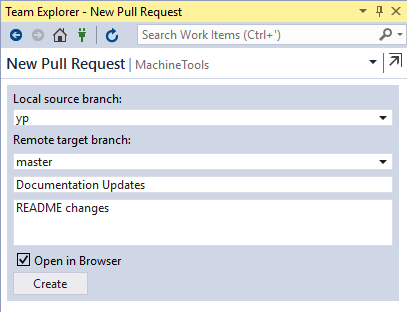 Team Explorer - New Pull Request
Search Work Items (Ctrl+')
New Pull Request | MachineTools
Local source branch:
yp
Remote target branch:
master
Documentation Updates
README changes
Open in Browser
Create